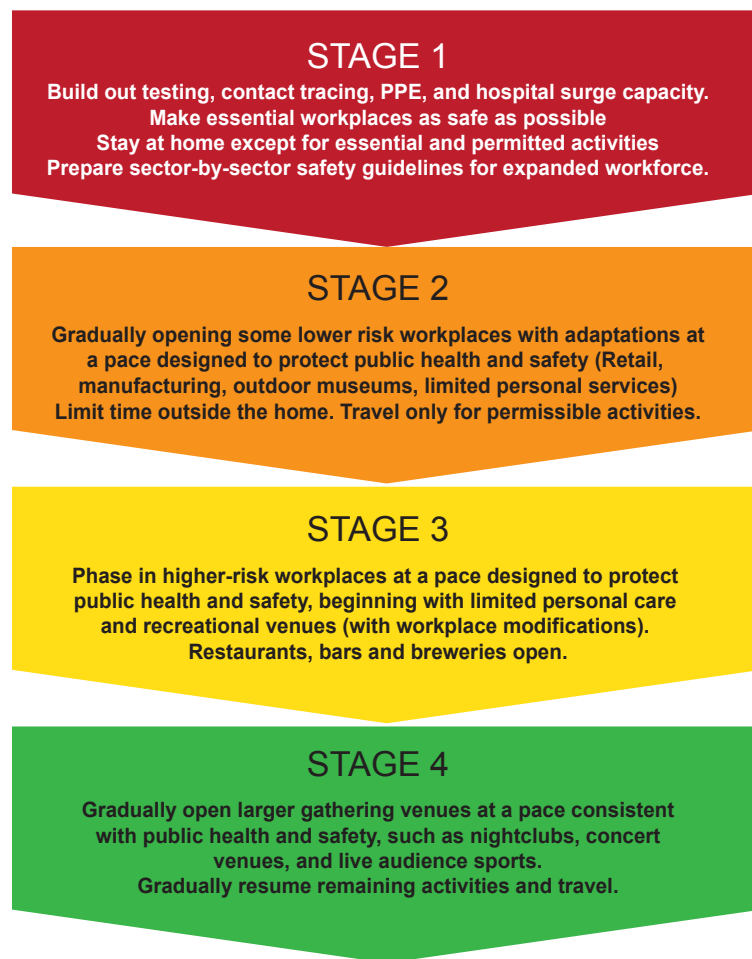 STAGE 1
Build out testing, contact tracing, PPE, and hospital surge capacity.
Make essential workplaces as safe as possible
Stay at home except for essential and permitted activities
Prepare sector-by-sector safety guidelines for expanded workforce.
STAGE 2
Gradually opening some lower risk workplaces with adaptations at
a pace designed to protect public health and safety (Retail,
manufacturing, outdoor museums, limited personal services)
Limit time outside the home. Travel only for permissible activities.
STAGE 3
Phase in higher-risk workplaces at a pace designed to protect
public health and safety, beginning with limited personal care
and recreational venues (with workplace modifications).
Restaurants, bars and breweries open.
STAGE 4
Gradually open larger gathering venues at a pace consistent
with public health and safety, such as nightclubs, concert
venues, and live audience sports.
Gradually resume remaining activities and travel.